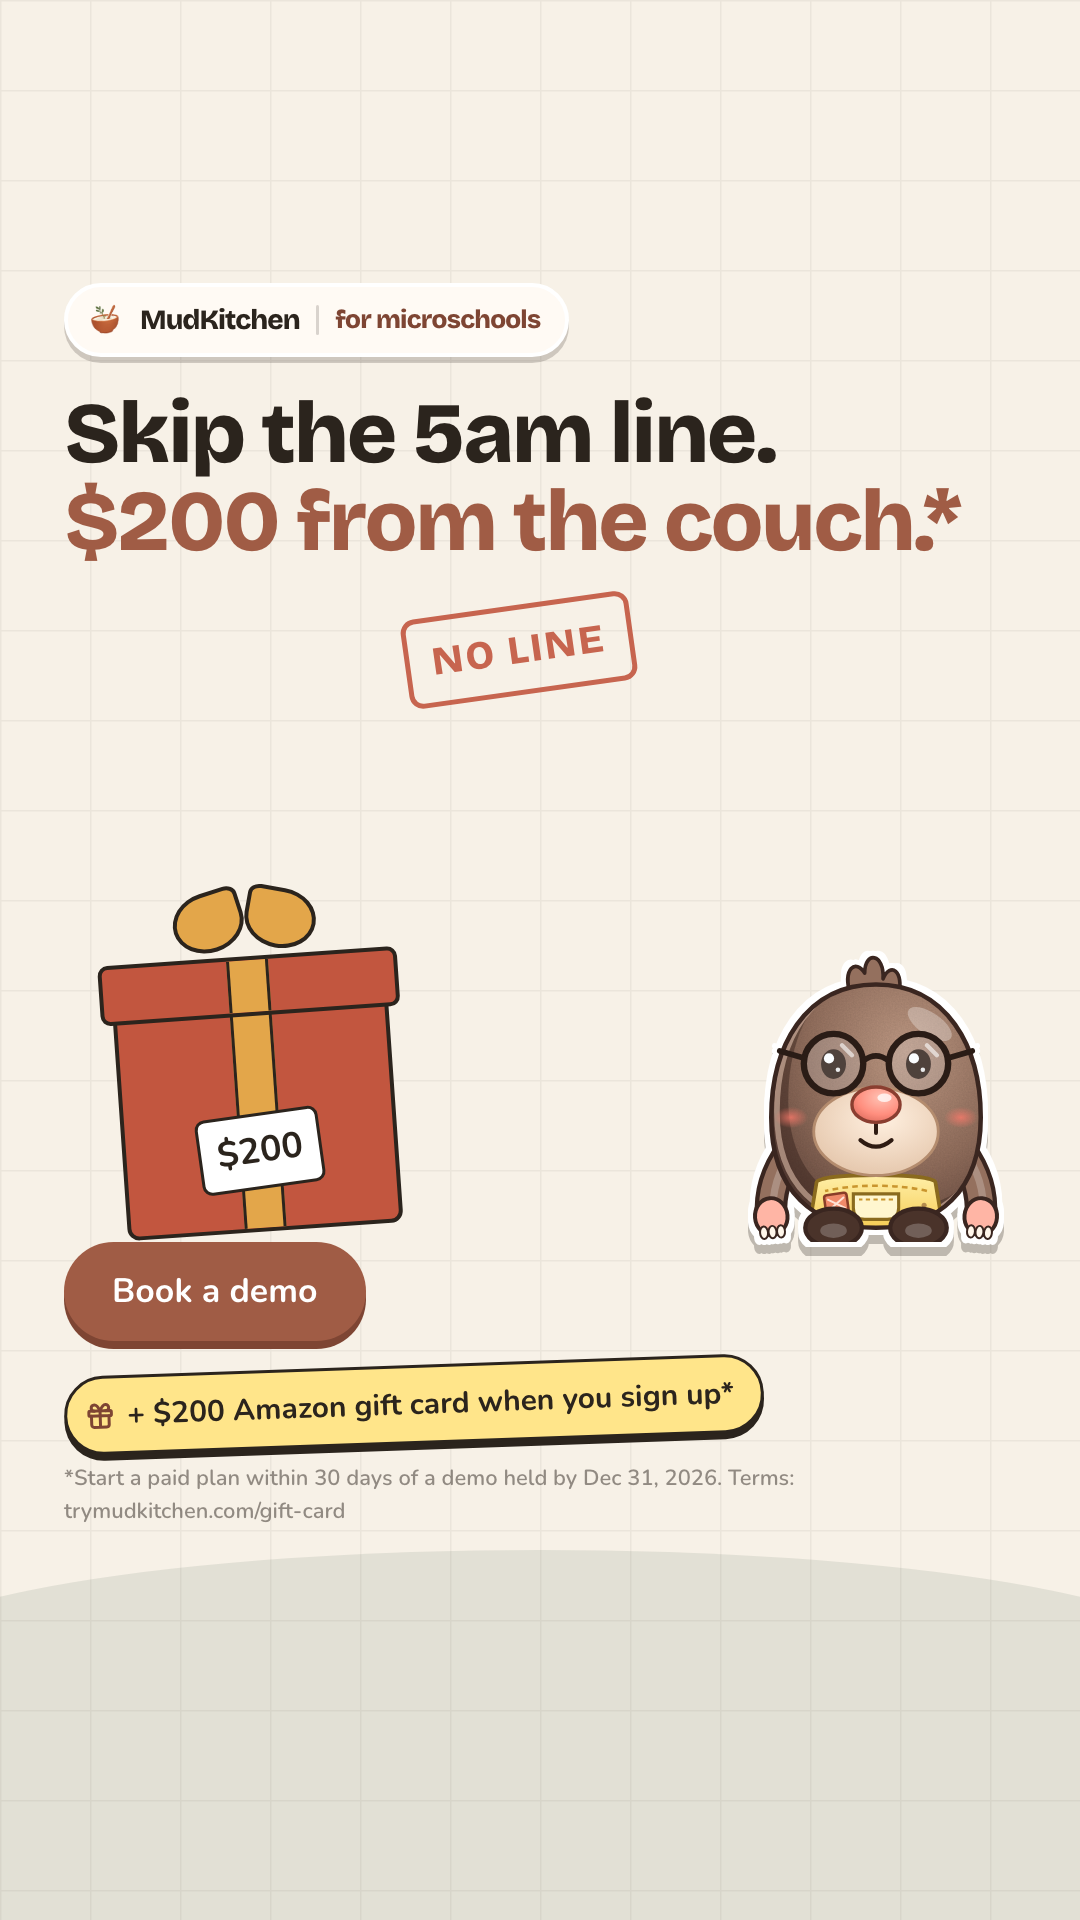 MudKitchen | for microschools
Skip the 5am line.
$200 from the couch.*
NO LINE
$200
Book a demo
+ $200 Amazon gift card when you sign up*
*Start a paid plan within 30 days of a demo held by Dec 31, 2026. Terms:
trymudkitchen.com/gift-card